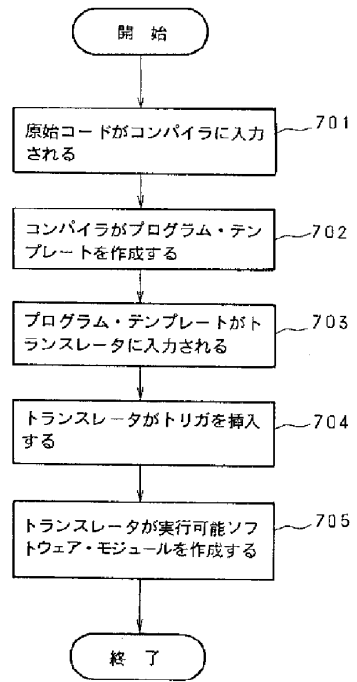 開 始
原始コードがコンパイラに入力
される
701
コンパイラがプログラム・テン
プレートを作成する
702
プログラム・テンプレートがト
ランスレータに入力される
703
トランスレータがトリガを挿入
する
704
トランスレータが実行可能ソフ
トウェア・モジュールを作成する
705
終 了